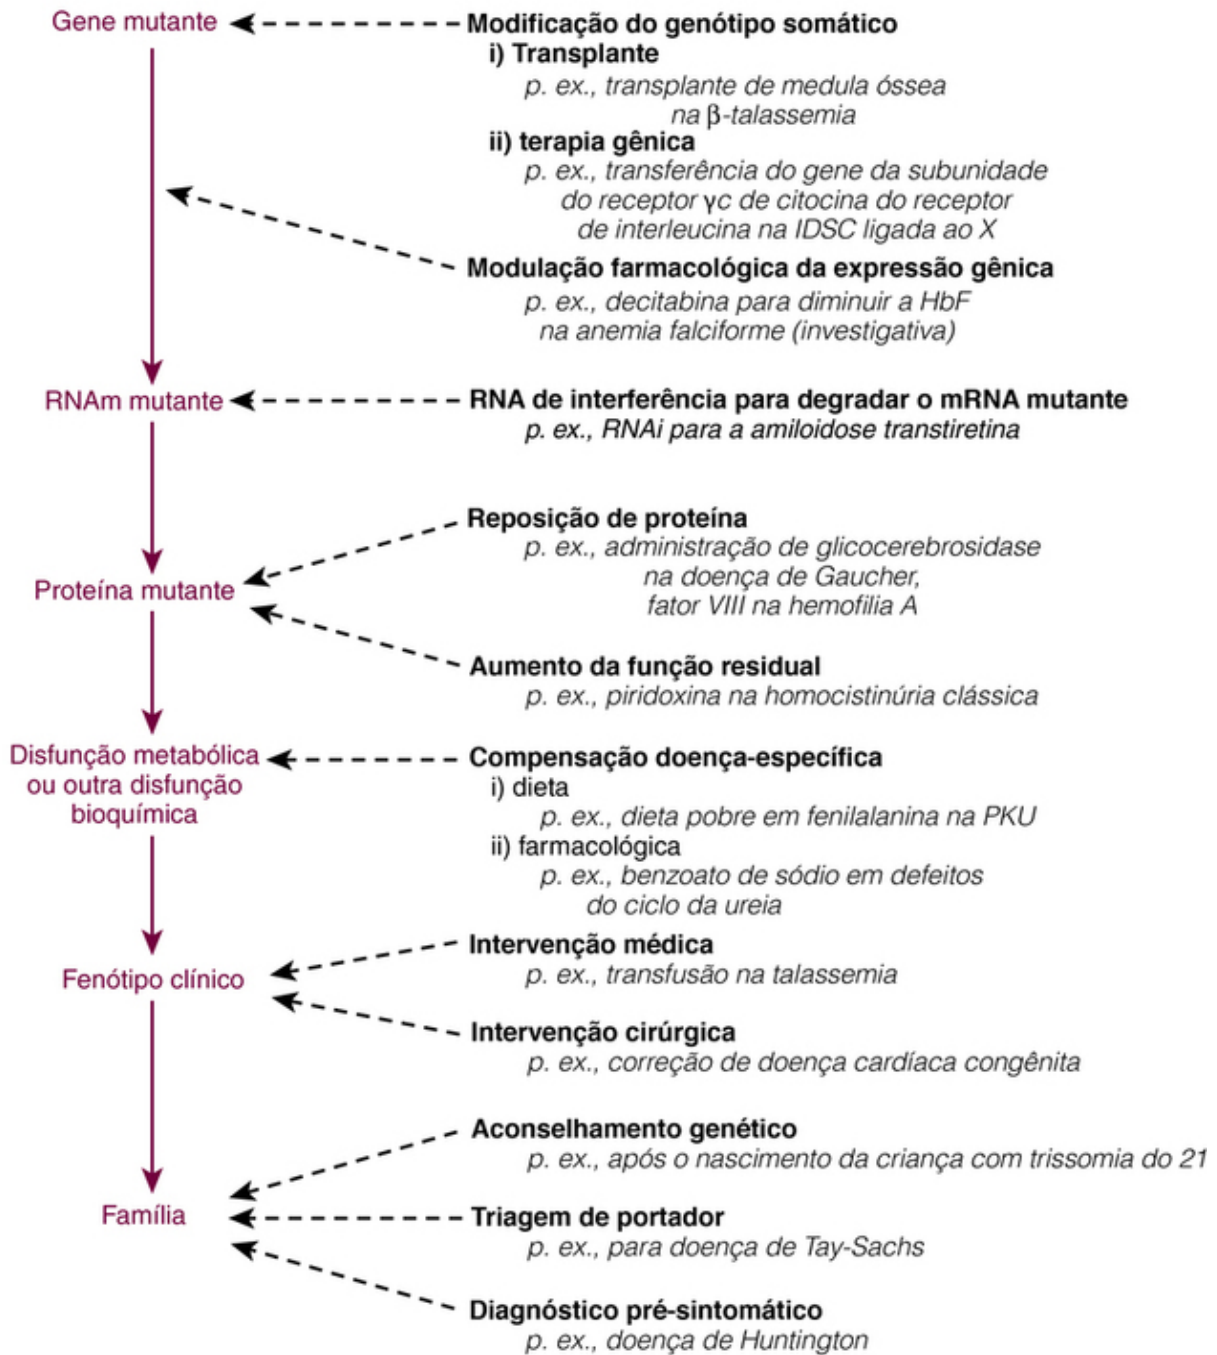 Gene mutante
Modificação do genótipo somático
i) Transplante
p. ex., transplante de medula óssea
na β-talassemia
ii) terapia gênica
p. ex., transferência do gene da subunidade
do receptor γc de citocina do receptor
de interleucina na IDSC ligada ao X
Modulação farmacológica da expressão gênica
p. ex., decitabina para diminuir a HbF
na anemia falciforme (investigativa)
RNAm mutante
RNA de interferência para degradar o mRNA mutante
p. ex., RNAi para a amiloidose transtiretina
Reposição de proteína
p. ex., administração de glicocerebrosidase
na doença de Gaucher,
fator VIII na hemofilia A
Proteína mutante
Aumento da função residual
p. ex., piridoxina na homocistinúria clássica
Disfunção metabólica
ou outra disfunção
bioquímica
Compensação doença-específica
i) dieta
p. ex., dieta pobre em fenilalanina na PKU
ii) farmacológica
p. ex., benzoato de sódio em defeitos
do ciclo da ureia
Intervenção médica
p. ex., transfusão na talassemia
Fenótipo clínico
Intervenção cirúrgica
p. ex., correção de doença cardíaca congênita
Aconselhamento genético
p. ex., após o nascimento da criança com trissomia do 21
Família
Triagem de portador
p. ex., para doença de Tay-Sachs
Diagnóstico pré-sintomático
p. ex., doença de Huntington